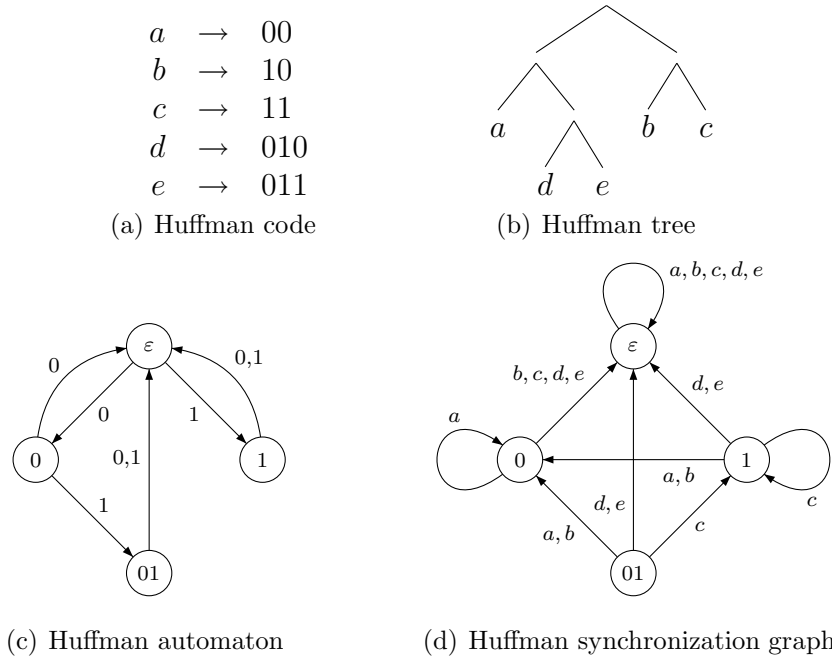 a → 00
b → 10
c → 11
d → 010
e → 011
(a) Huffman code
a
b
c
d
e
(b) Huffman tree
ε
0
0,1
0
1
0,1
0
1
1
01
(c) Huffman automaton
a, b, c, d, e
ε
b, c, d, e
d, e
a
0
1
a, b
c
d, e
a, b
c
01
(d) Huffman synchronization graph